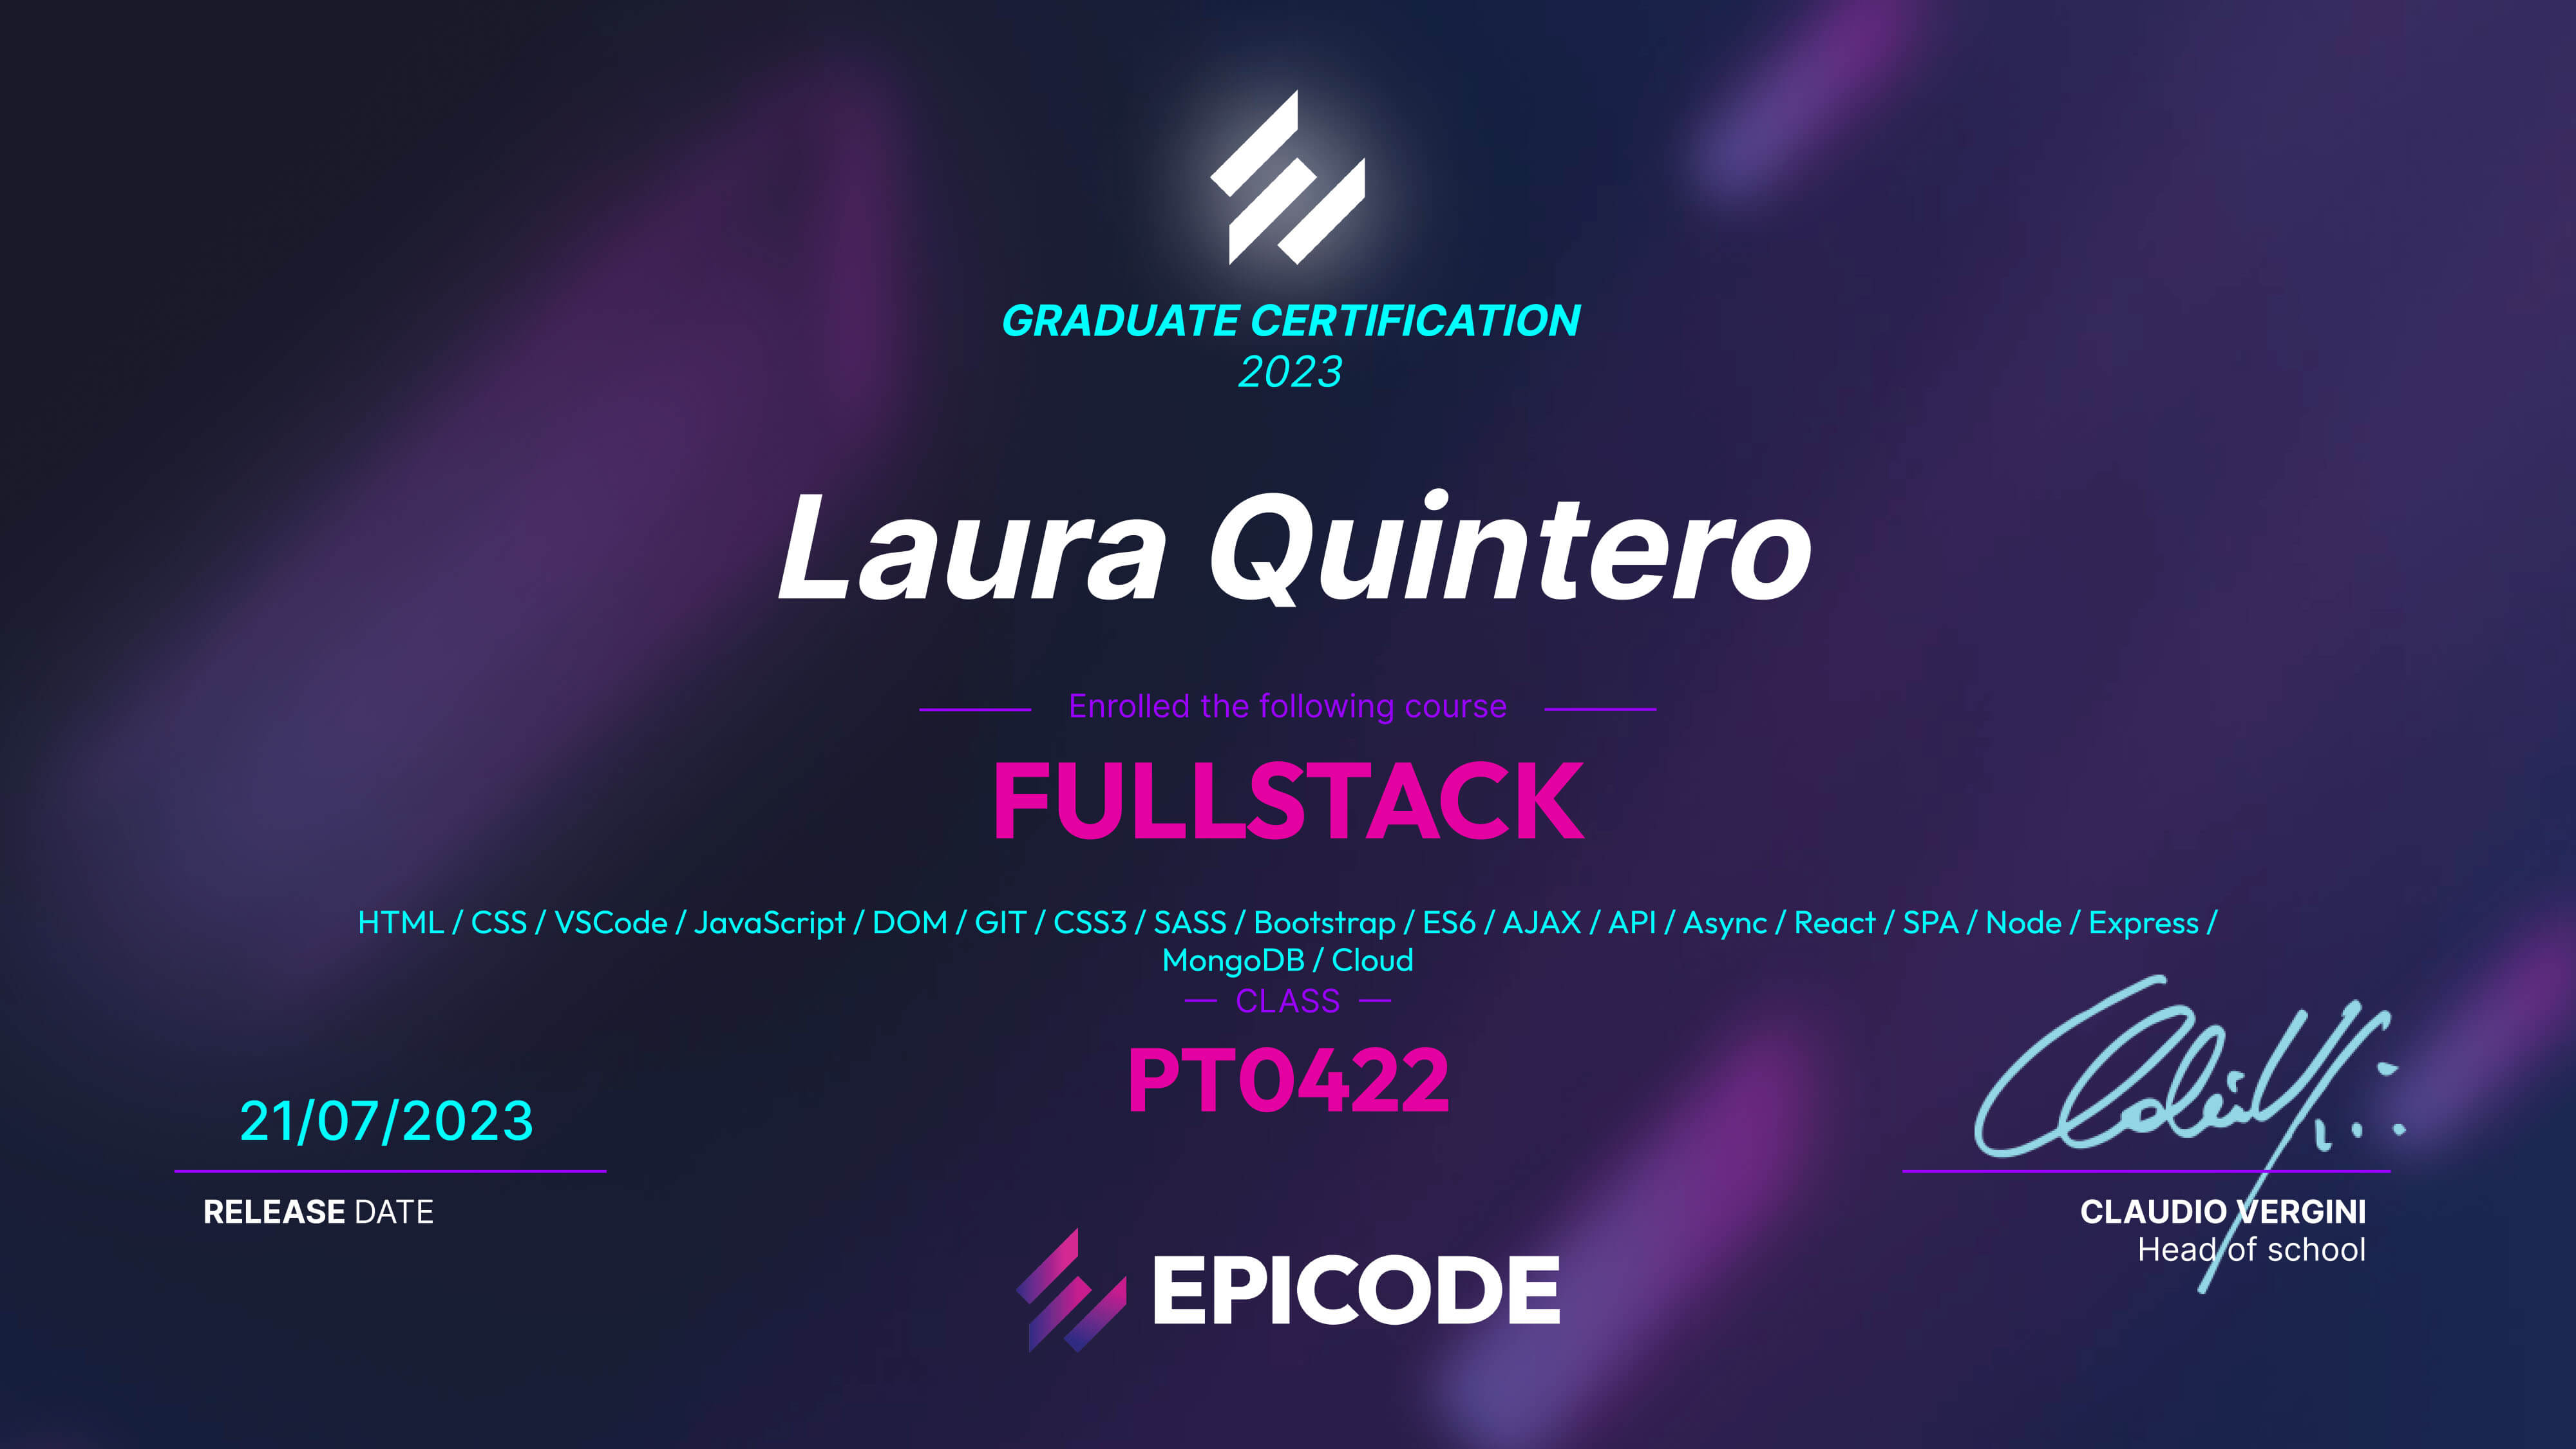 GRADUATE CERTIFICATION
2023
Laura Quintero
Enrolled the following course
FULLSTACK
HTML / CSS / VSCode / JavaScript / DOM / GIT / CSS3 / SASS / Bootstrap / ES6 / AJAX / API / Async / React / SPA / Node / Express /
MongoDB / Cloud
CLASS
PT0422
21/07/2023
RELEASE DATE
CLAUDIO VERGINI
Head of school
EPICODE